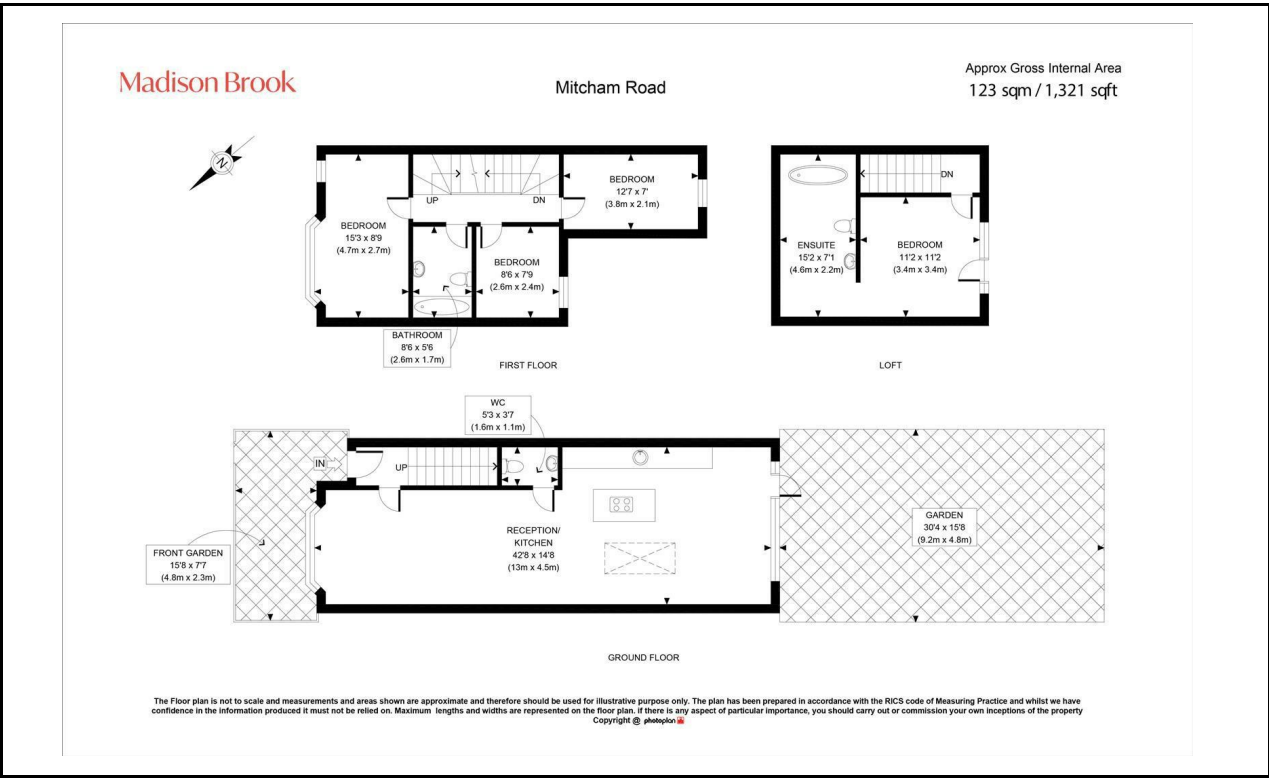 Madison Brook
Mitcham Road
Approx Gross Internal Area
123 sqm / 1,321 sqft
N
BEDROOM
15'3 x 8'9
(4.7m x 2.7m)
UP
DN
BEDROOM
12'7 x 7'
(3.8m x 2.1m)
BEDROOM
8'6 x 7'9
(2.6m x 2.4m)
BATHROOM
8'6 x 5'6
(2.6m x 1.7m)
FIRST FLOOR
ENSUITE
15'2 x 7'1
(4.6m x 2.2m)
DN
BEDROOM
11'2 x 11'2
(3.4m x 3.4m)
LOFT
WC
5'3 x 3'7
(1.6m x 1.1m)
IN
UP
FRONT GARDEN
15'8 x 7'7
(4.8m x 2.3m)
RECEPTION/
KITCHEN
42'8 x 14'8
(13m x 4.5m)
GARDEN
30'4 x 15'8
(9.2m x 4.8m)
GROUND FLOOR
The Floor plan is not to scale and measurements and areas shown are approximate and therefore should be used for illustrative purpose only. The plan has been prepared in accordance with the RICS code of Measuring Practice and whilst we have
confidence in the information produced it must not be relied on. Maximum lengths and widths are represented on the floor plan. if there is any aspect of particular importance, you should carry out or commission your own inceptions of the property
Copyright @ photoplan